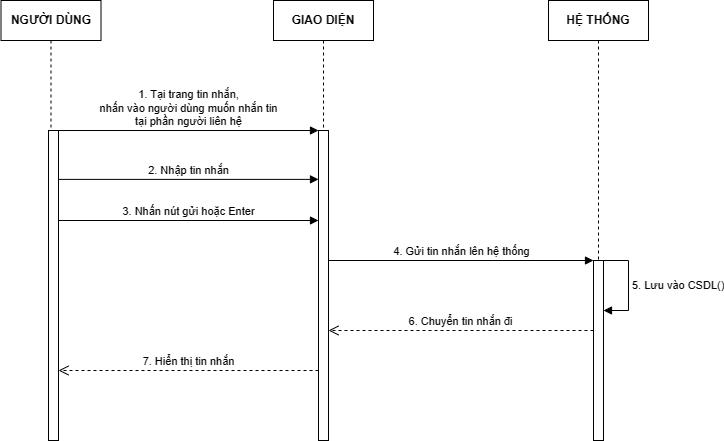 NGƯỜI DÙNG
GIAO DIỆN
HỆ THỐNG
1. Tại trang tin nhắn,
nhấn vào người dùng muốn nhắn tin
tại phần người liên hệ
2. Nhập tin nhắn
3. Nhấn nút gửi hoặc Enter
4. Gửi tin nhắn lên hệ thống
5. Lưu vào CSDL()
6. Chuyển tin nhắn đi
7. Hiển thị tin nhắn